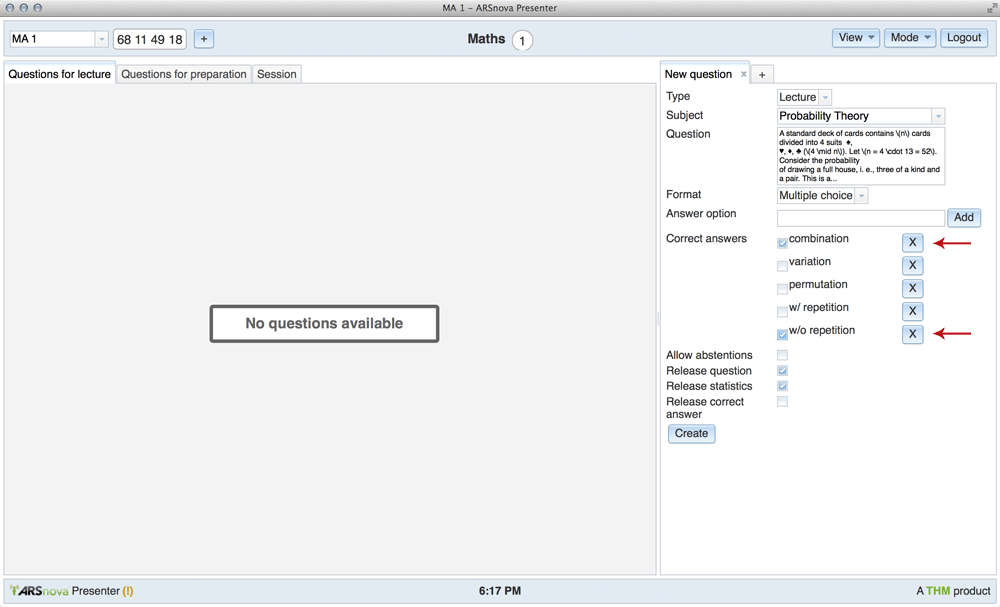 MA 1 – ARSnova Presenter
MA 1
68 11 49 18
+
Maths 1
View
Mode
Logout
Questions for lecture
Questions for preparation
Session
No questions available
New question ×
+
Type
Lecture
Subject
Probability Theory
Question
A standard deck of cards contains \(n\) cards
divided into 4 suits ♠,
♥, ♦, ♣ (\(4 \mid n\)). Let \(n = 4 \cdot 13 = 52\).
Consider the probability
of drawing a full house, i. e., three of a kind and
a pair. This is a...
Format
Multiple choice
Answer option
Add
Correct answers
combination X
variation X
permutation X
w/ repetition X
w/o repetition X
Allow abstentions
Release question
Release statistics
Release correct
answer
Create
ARSnova Presenter (!)
6:17 PM
A THM product